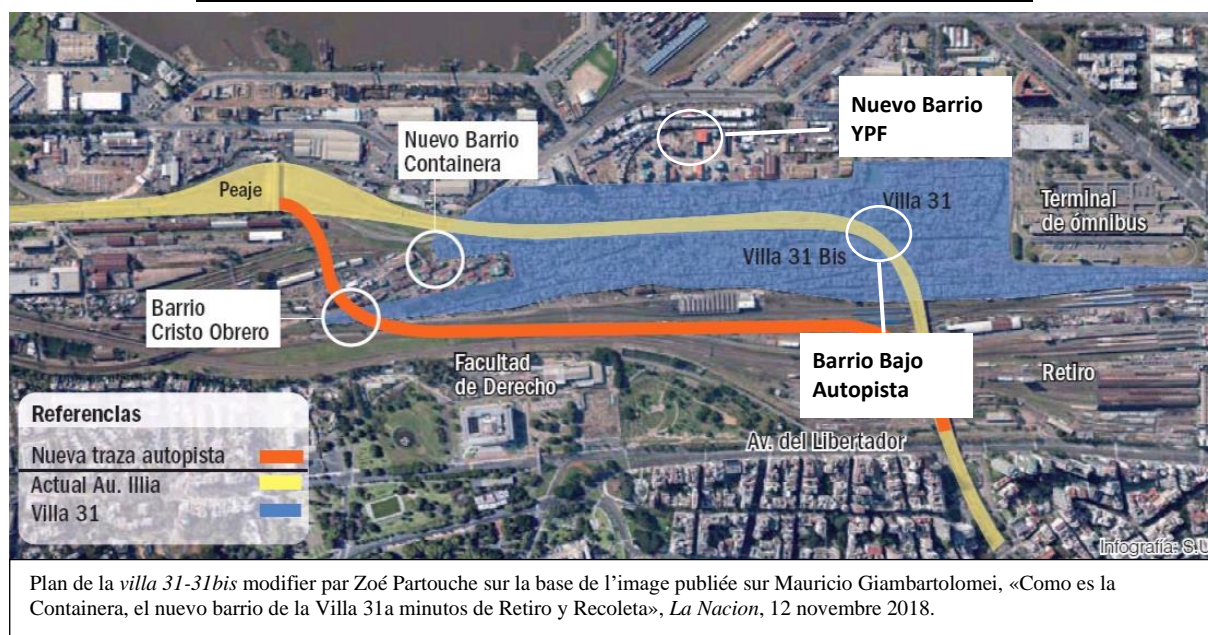 Nuevo Barrio
YPF
Nuevo Barrio
Containera
Peaje
Villa 31
Terminal
de ómnibus
Villa 31 Bis
Barrio
Cristo Obrero
Barrio Bajo
Autopista
Facultad
de Derecho
Retiro
Av. del Libertador
Referencias
Nueva traza autopista
Actual Au. Illia
Villa 31
Infografía: S.U
Plan de la villa 31-31bis modifier par Zoé Partouche sur la base de l’image publiée sur Mauricio Giambartolomei, «Como es la
Containera, el nuevo barrio de la Villa 31a minutos de Retiro y Recoleta», La Nacion, 12 novembre 2018.